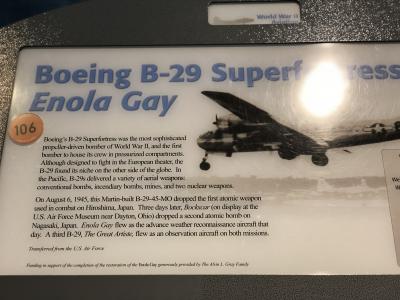 World War II
Boeing B-29 Superfortress
Enola Gay
106
Boeing's B-29 Superfortress was the most sophisticated
propeller-driven bomber of World War II, and the first
bomber to house its crew in pressurized compartments.
Although designed to fight in the European theater, the
B-29 found its niche on the other side of the globe. In
the Pacific, B-29s delivered a variety of aerial weapons:
conventional bombs, incendiary bombs, mines, and two nuclear weapons.
On August 6, 1945, this Martin-built B-29-45-MO dropped the first atomic weapon
used in combat on Hiroshima, Japan. Three days later, Bockscar (on display at the
U.S. Air Force Museum near Dayton, Ohio) dropped a second atomic bomb on
Nagasaki, Japan. Enola Gay flew as the advance weather reconnaissance aircraft that
day. A third B-29, The Great Artiste, flew as an observation aircraft on both missions.
Transferred from the U.S. Air Force
Funding in support of the completion of the restoration of the Enola Gay generously provided by The